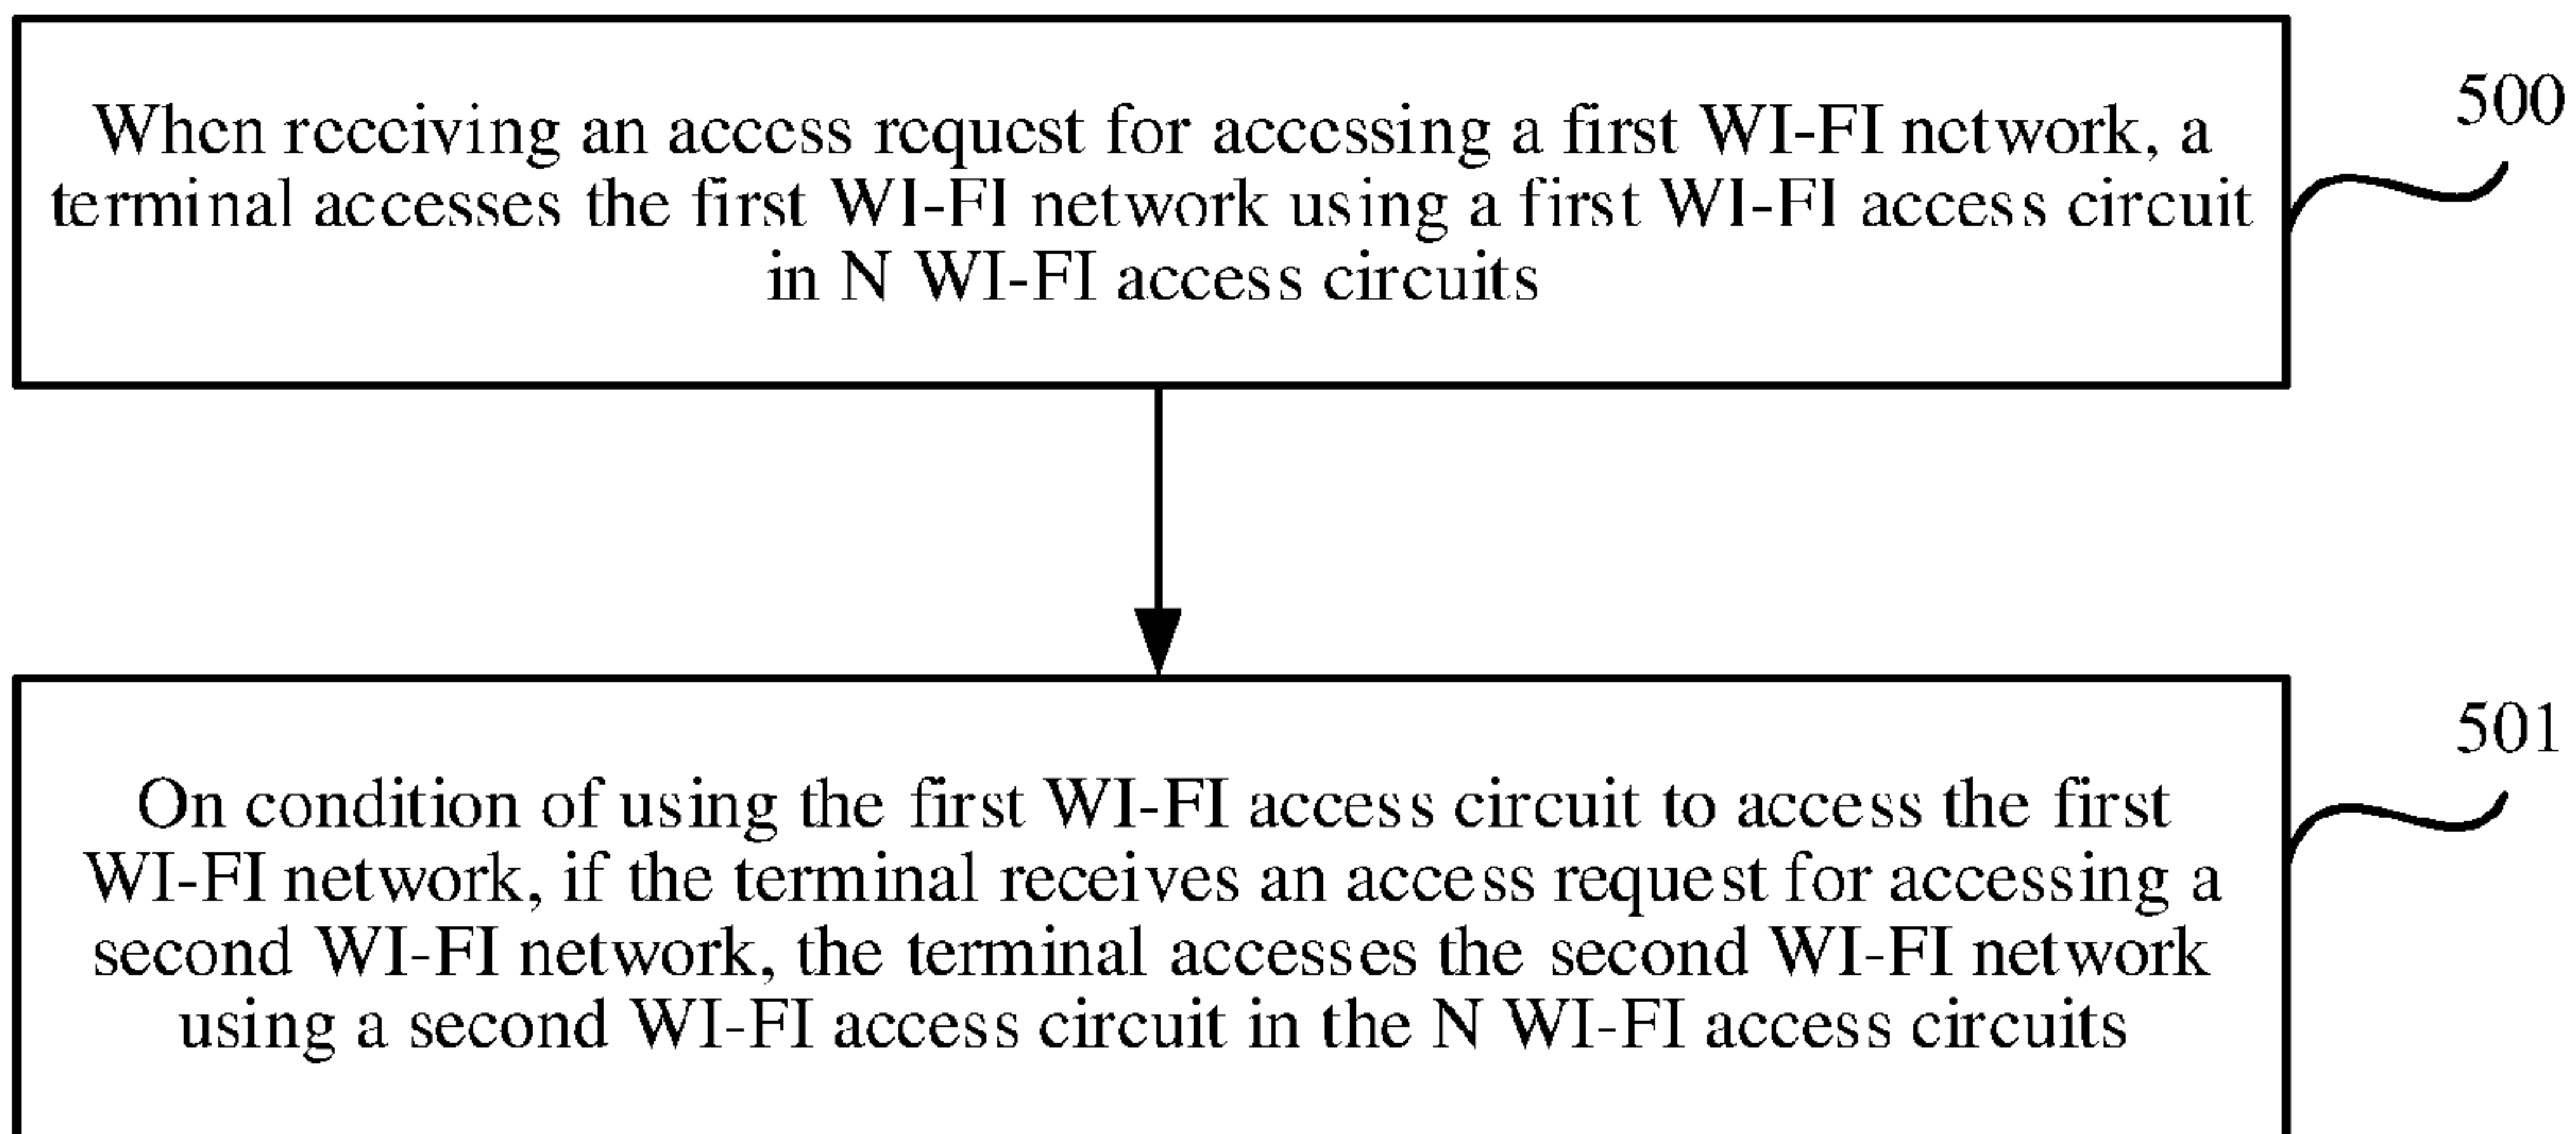 When receiving an access request for accessing a first WI-FI network, a
terminal accesses the first WI-FI network using a first WI-FI access circuit
in N WI-FI access circuits
500
On condition of using the first WI-FI access circuit to access the first
WI-FI network, if the terminal receives an access request for accessing a
second WI-FI network, the terminal accesses the second WI-FI network
using a second WI-FI access circuit in the N WI-FI access circuits
501